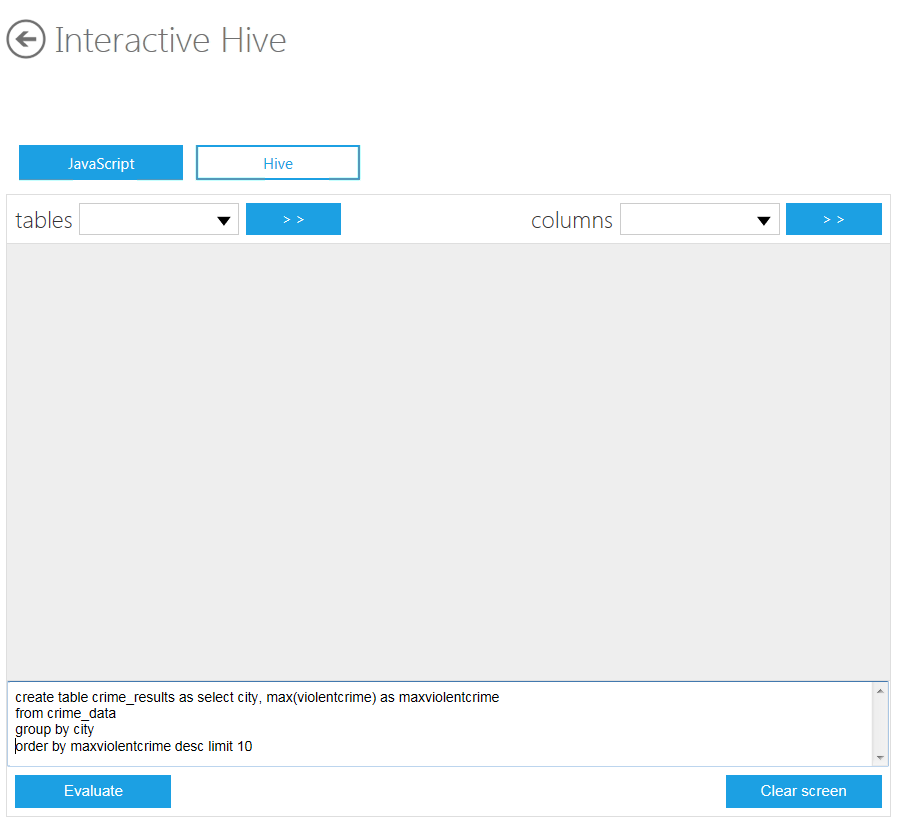 Interactive Hive
JavaScript
Hive
tables
> >
columns
> >
create table crime_results as select city, max(violentcrime) as maxviolentcrime
from crime_data
group by city
order by maxviolentcrime desc limit 10
Evaluate
Clear screen